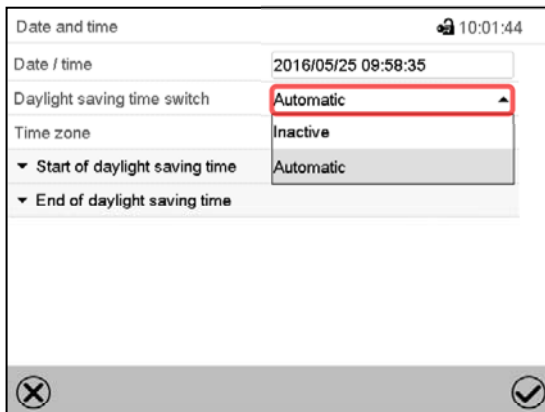 Date and time 10:01:44
Date / time 2016/05/25 09:58:35
Daylight saving time switch Automatic
Time zone Inactive
Start of daylight saving time Automatic
End of daylight saving time